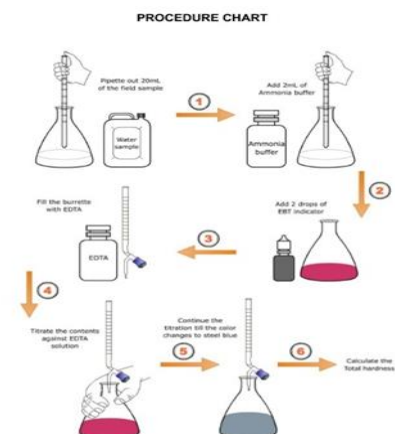 PROCEDURE CHART
Pipette out 20mL
of the field sample
Water
sample
1
Add 2mL of
Ammonia buffer
Ammonia
buffer
2
Add 2 drops of
EBT indicator
3
Fill the burrette
with EDTA
EDTA
4
Titrate the contents
against EDTA
solution
5
Continue the
titration till the color
changes to steel blue
6
Calculate the
Total hardness